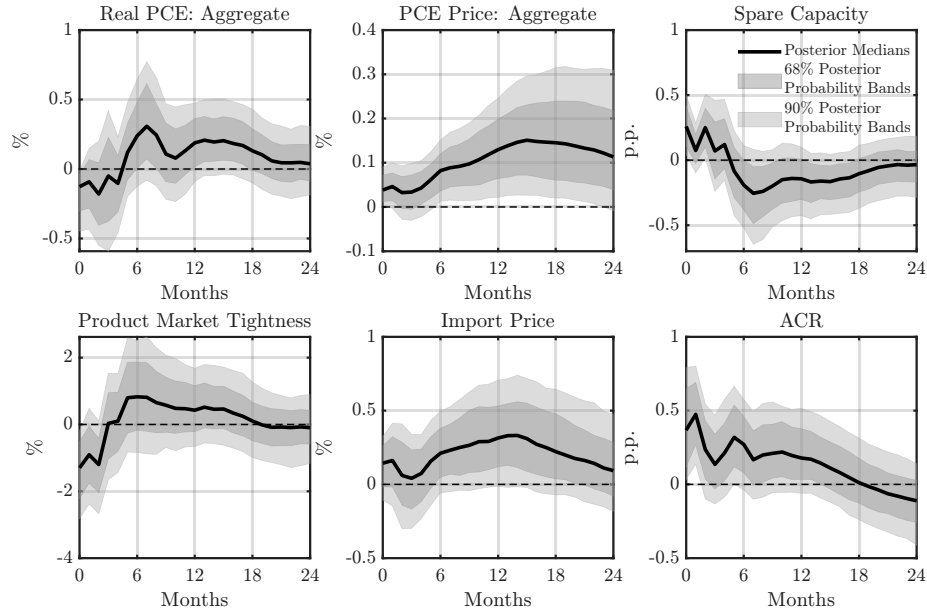 Real PCE: Aggregate
1
0.5
0
-0.5
%
0 6 12 18 24
Months
PCE Price: Aggregate
0.4
0.3
0.2
0.1
0
-0.1
%
0 6 12 18 24
Months
Spare Capacity
Posterior Medians
68% Posterior
Probability Bands
90% Posterior
Probability Bands
1
0.5
0
-0.5
p.p.
0 6 12 18 24
Months
Product Market Tightness
2
0
-2
-4
%
0 6 12 18 24
Months
Import Price
1
0.5
0
-0.5
%
0 6 12 18 24
Months
ACR
1
0.5
0
-0.5
p.p.
0 6 12 18 24
Months